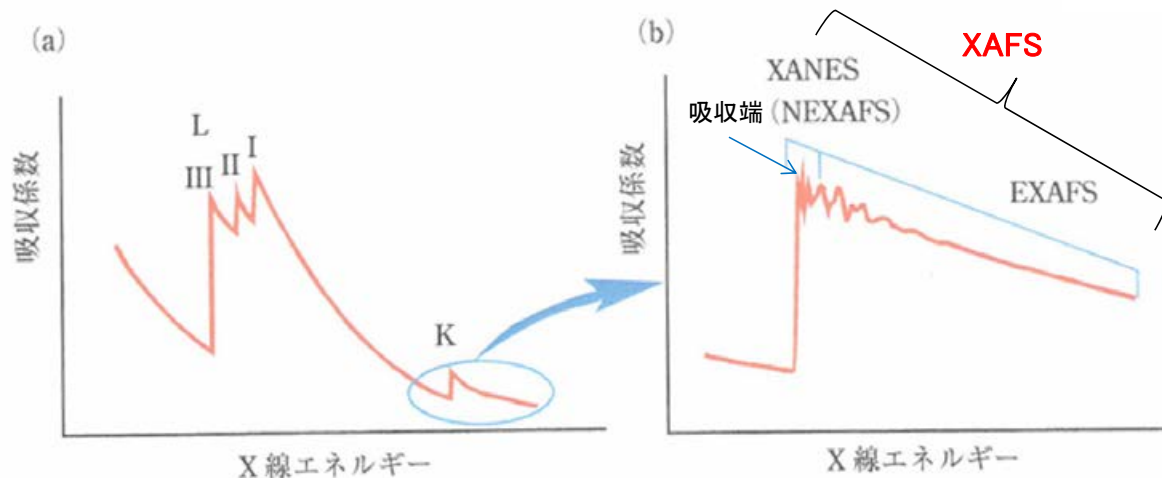 (a)
L
III II I
K
吸収係数
X 線エネルギー
(b)
XAFS
XANES
吸収端 (NEXAFS)
EXAFS
吸収係数
X 線エネルギー